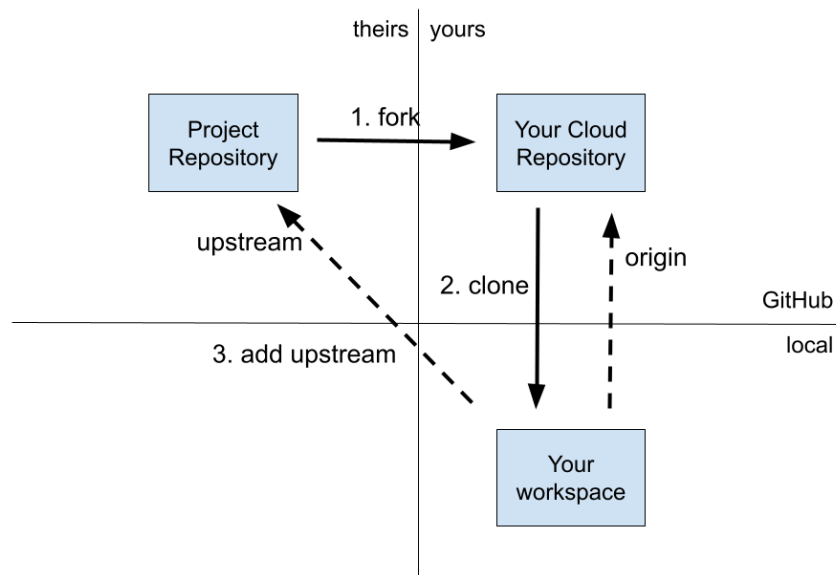 theirs
yours
Project
Repository
1. fork
Your Cloud
Repository
upstream
origin
2. clone
GitHub
local
3. add upstream
Your
workspace